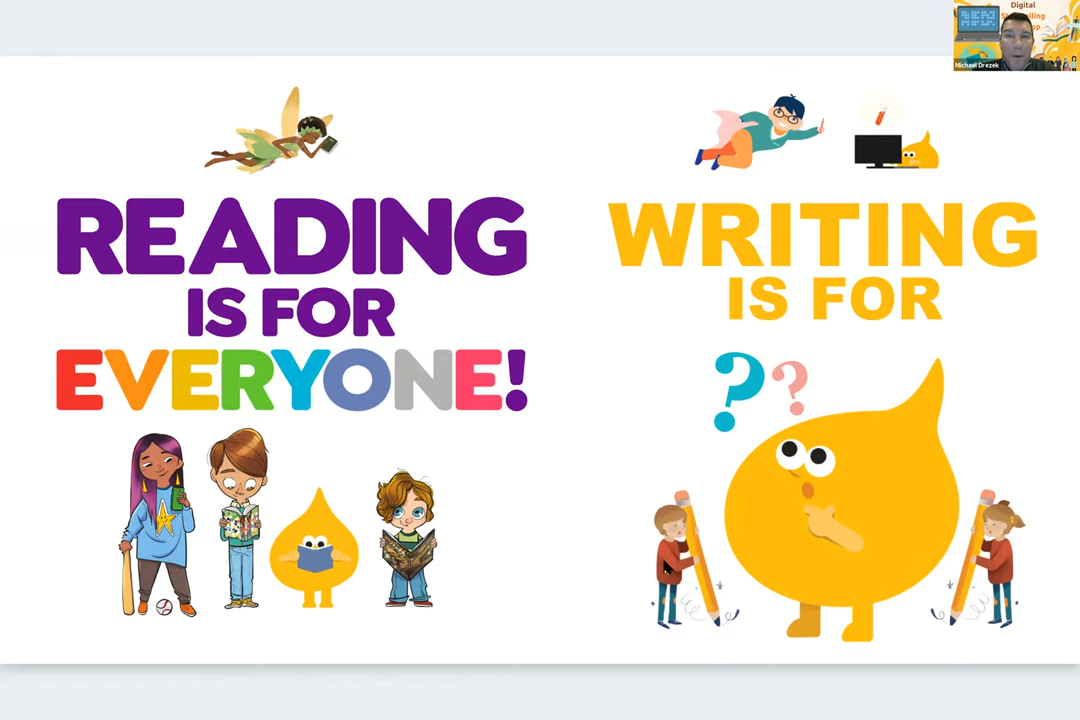 READING
IS FOR
EVERYONE!
WRITING
IS FOR
??
Digital
Michael Drezek